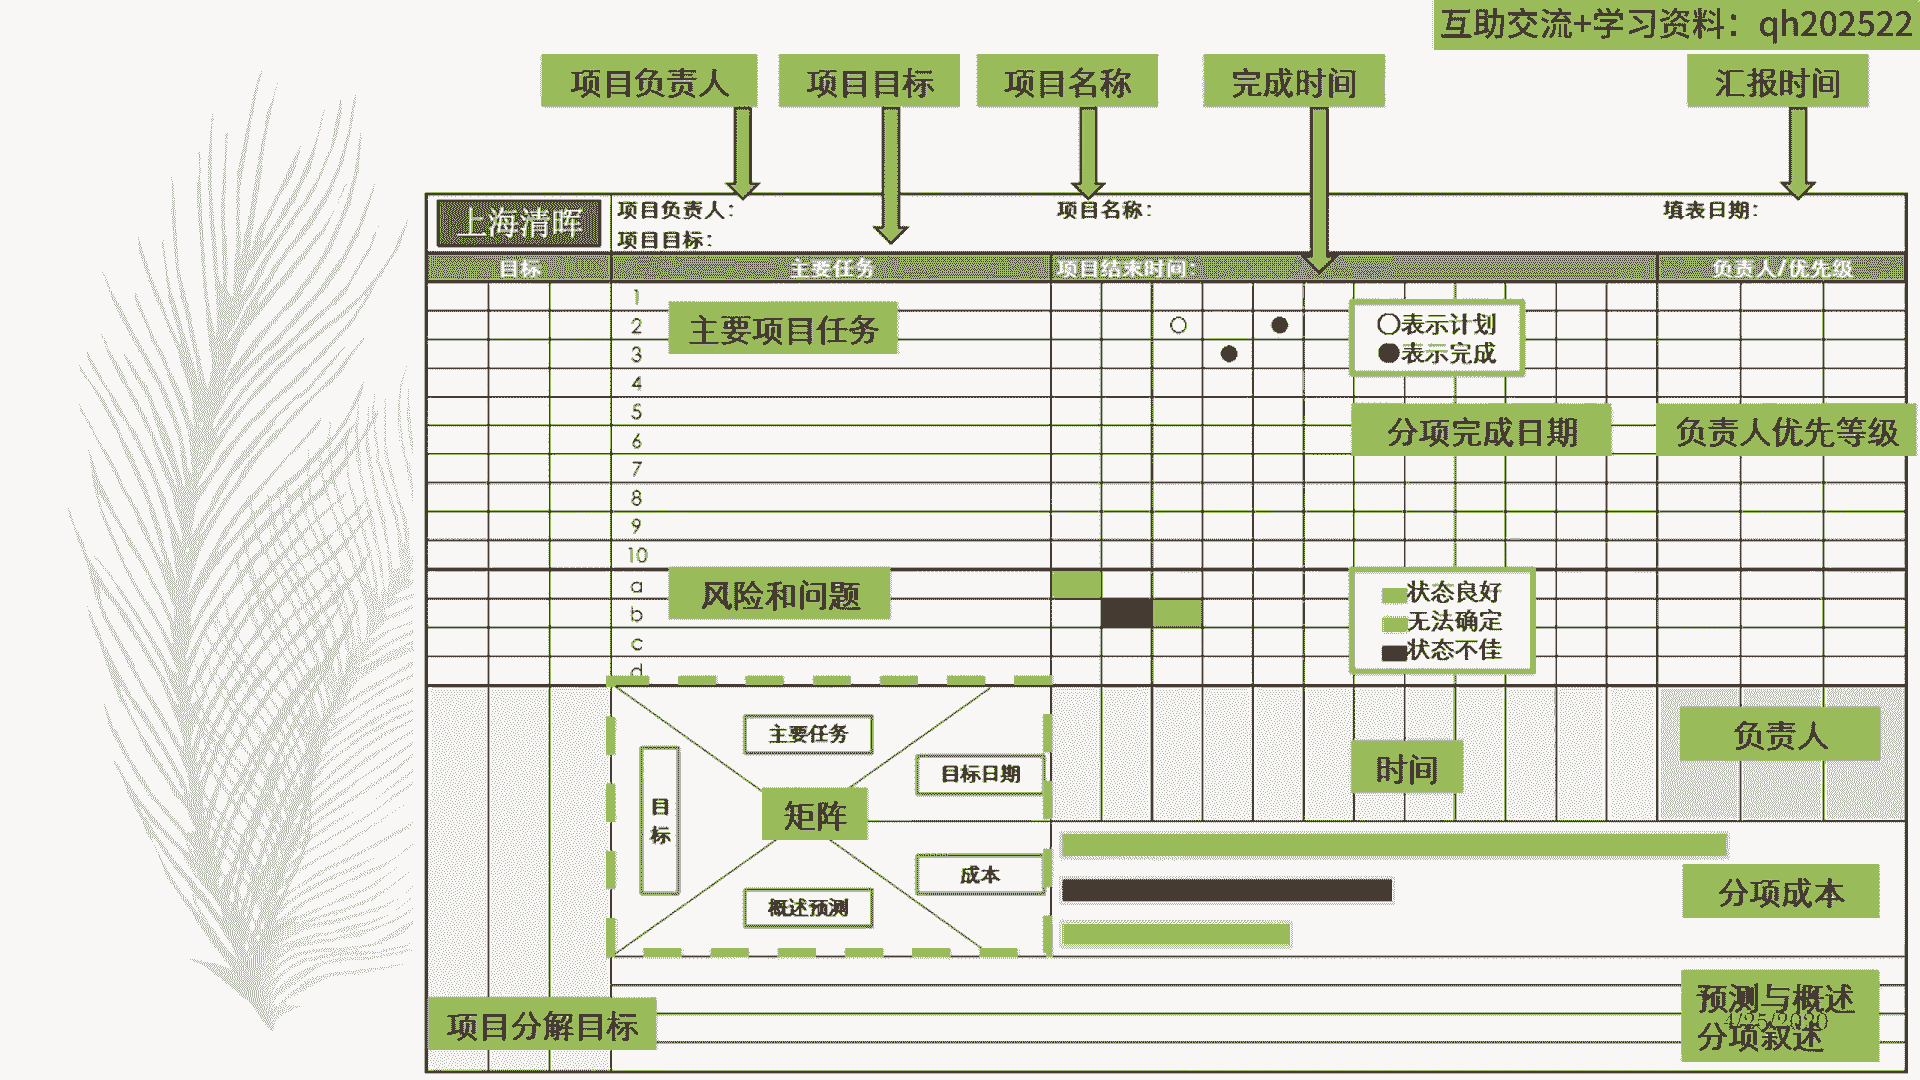 互助交流+学习资料：qh202522
项目负责人
项目目标
项目名称
完成时间
汇报时间
上海清晖
项目负责人：
项目名称：
填表日期：
项目目标：
目标
主要任务
项目结束时间：
负责人/优先级
1
2
3
4
5
6
7
8
9
10
主要项目任务
○表示计划
●表示完成
分项完成日期
负责人优先等级
a
b
c
d
风险和问题
状态良好
无法确定
状态不佳
主要任务
目标日期
目标
矩阵
成本
概述预测
时间
负责人
分项成本
项目分解目标
预测与概述
4/25/2020
分项叙述